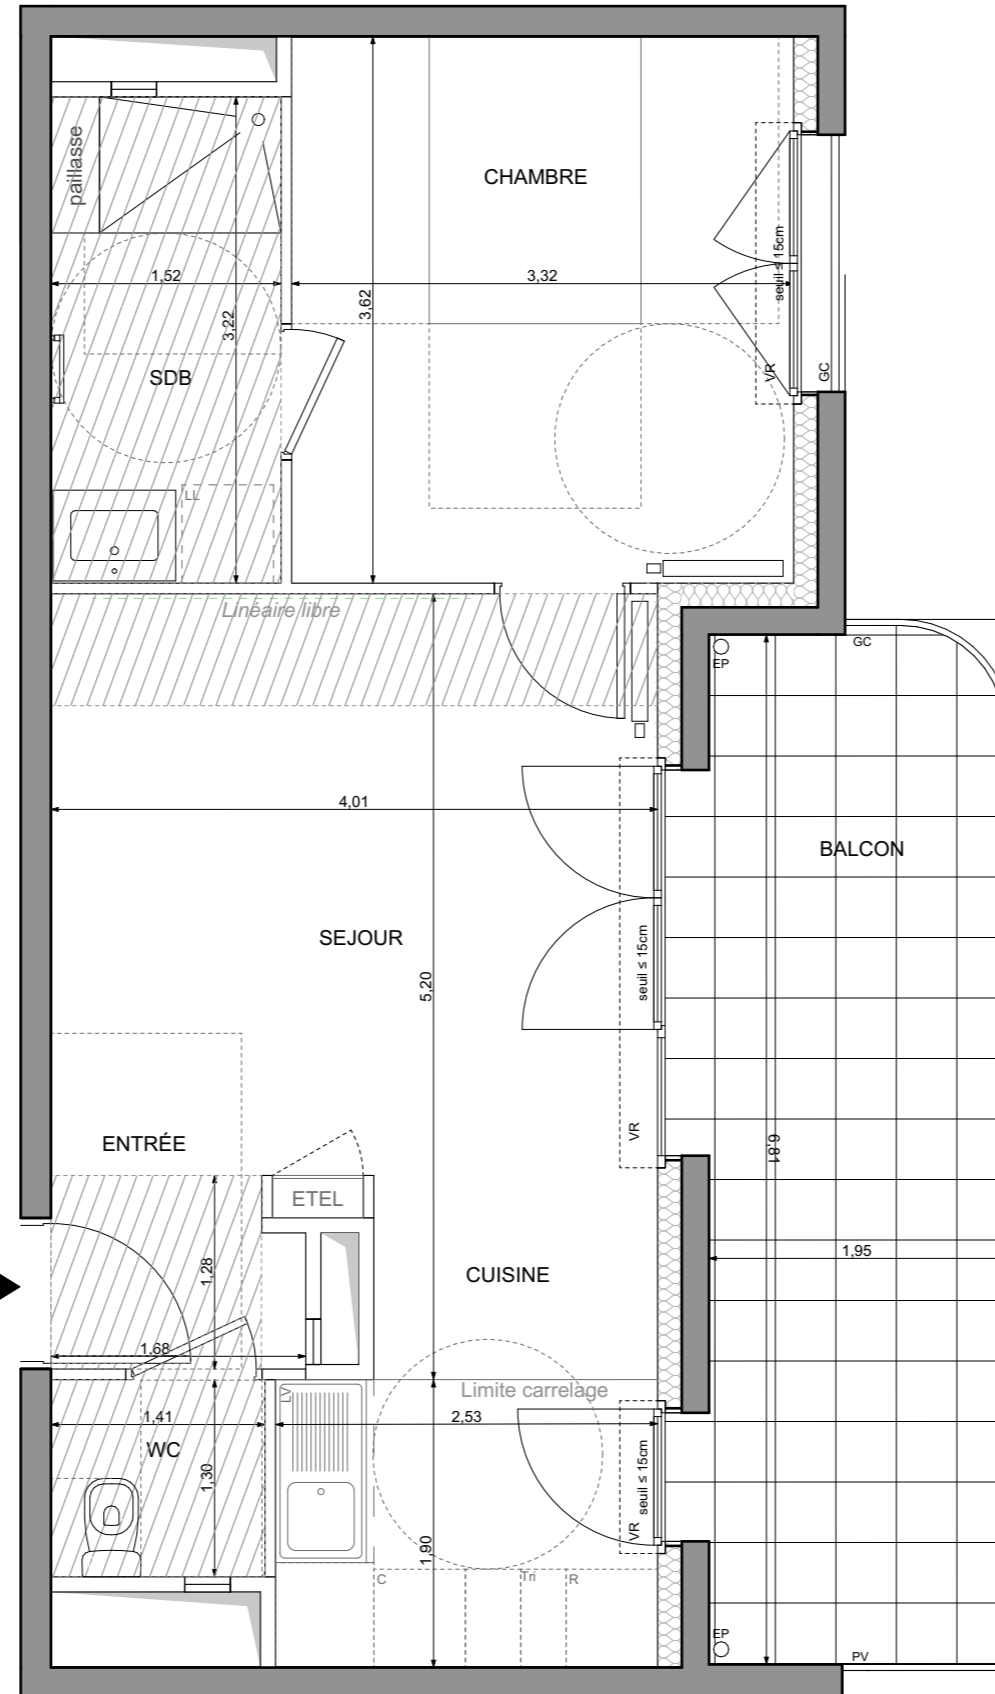 paillasse
CHAMBRE
seuil ≤ 15cm
1,52
3,32
3,62
3,22
SDB
VR
GC
LL
Linéaire libre
GC
EP
4,01
BALCON
SEJOUR
seuil ≤ 15cm
5,20
VR
ENTRÉE
6,81
ETEL
1,95
1,28
CUISINE
1,68
LV
Limite carrelage
1,41
2,53
WC
1,30
seuil ≤ 15cm
VR
1,90
C
Tri
R
EP
PV